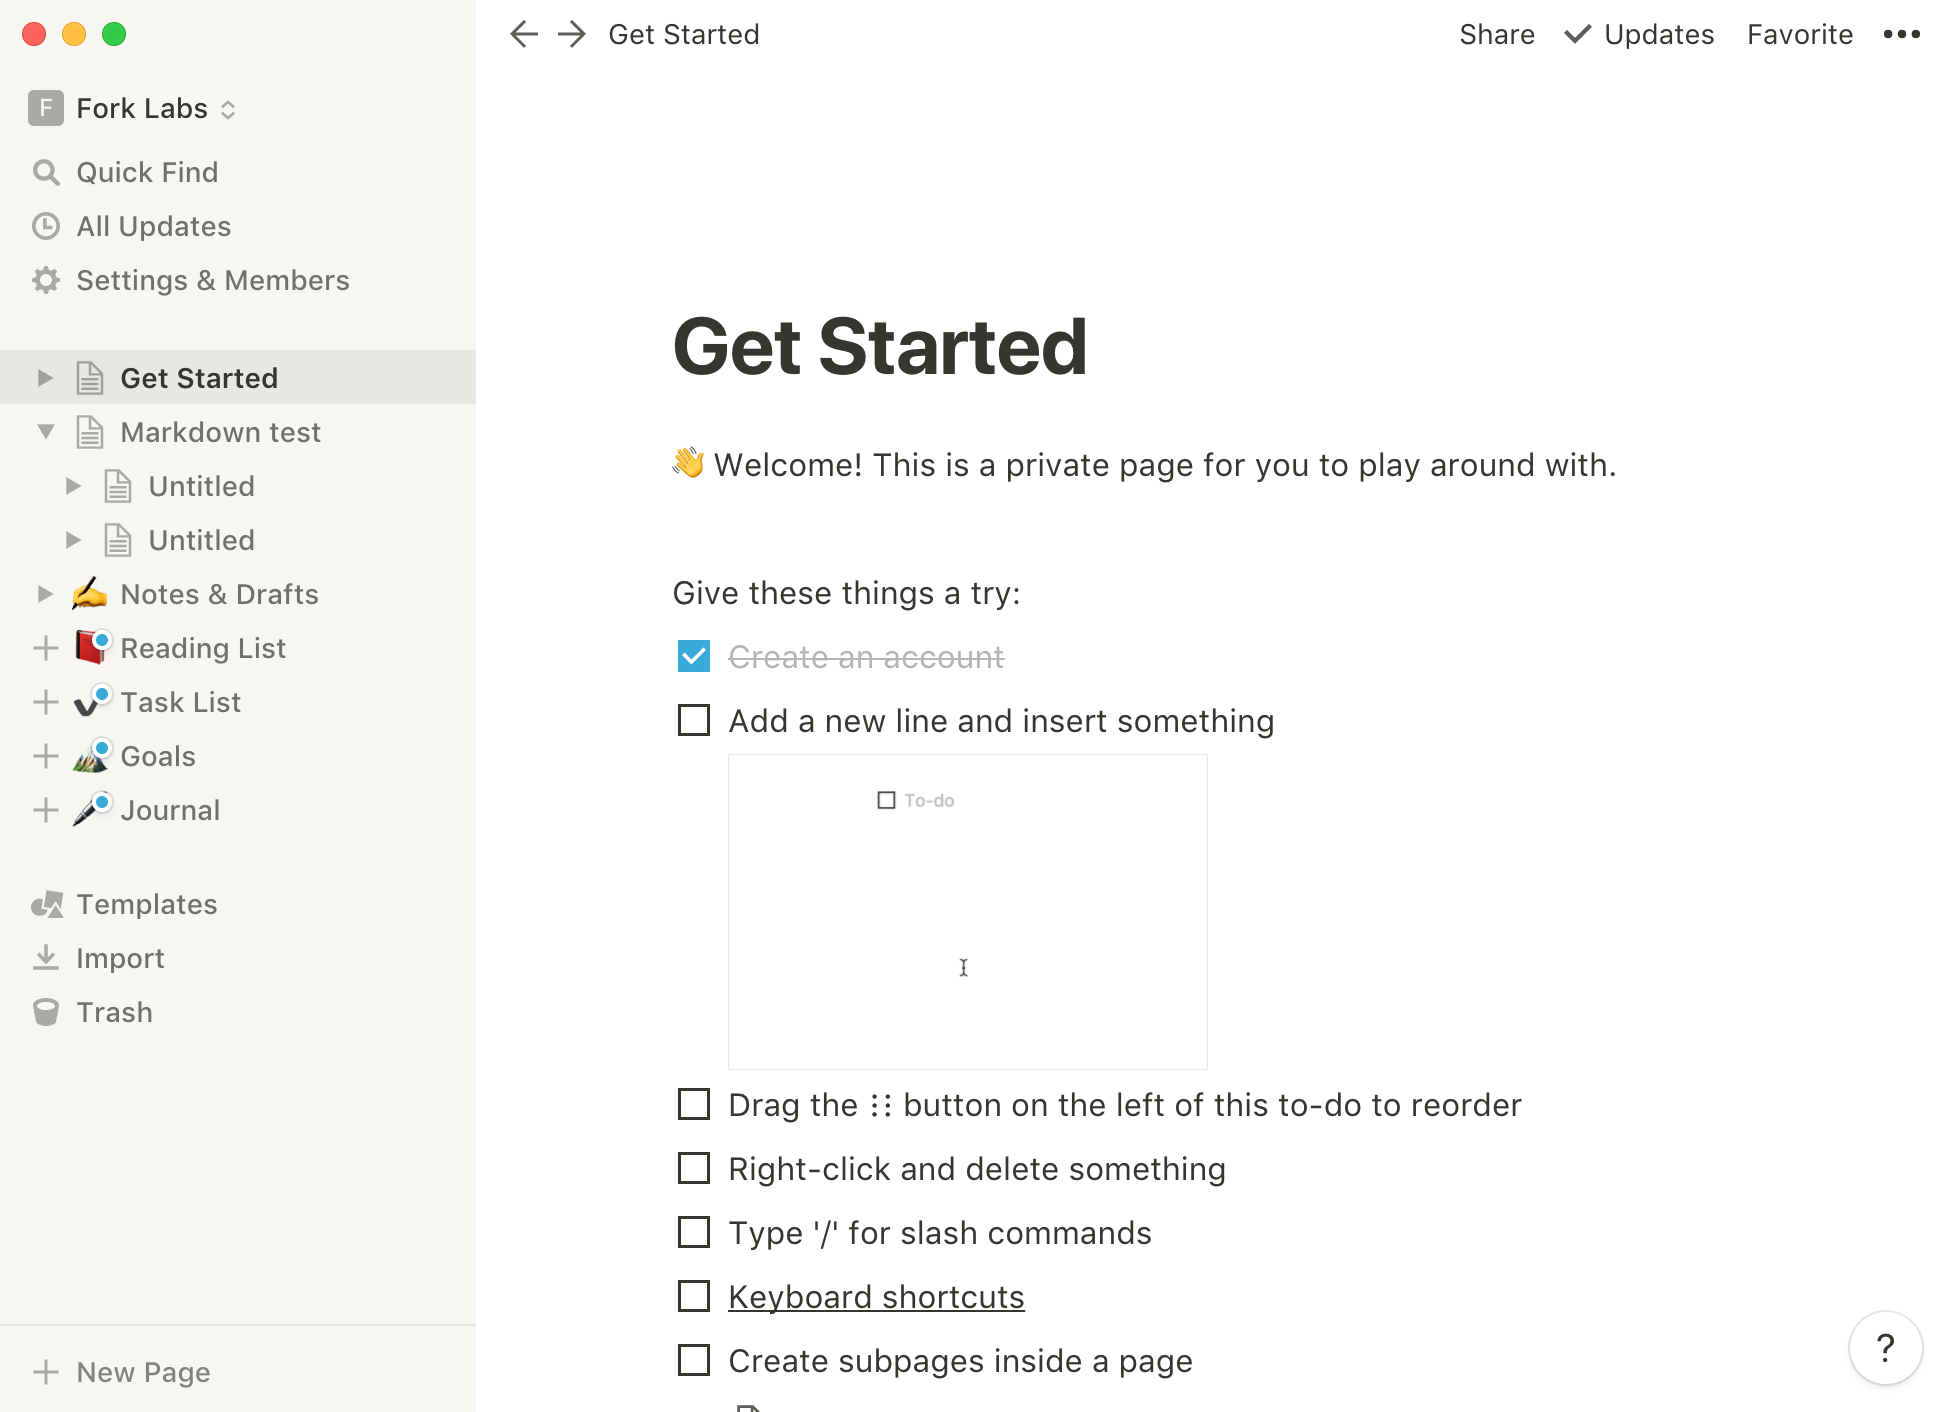 Get Started
Share
Updates
Favorite
F
Fork Labs
Quick Find
All Updates
Settings & Members
Get Started
Markdown test
Untitled
Untitled
Notes & Drafts
Reading List
Task List
Goals
Journal
Templates
Import
Trash
New Page
Get Started
👋 Welcome! This is a private page for you to play around with.
Give these things a try:
Create an account
Add a new line and insert something
To-do
Drag the ⋮⋮ button on the left of this to-do to reorder
Right-click and delete something
Type '/' for slash commands
Keyboard shortcuts
Create subpages inside a page
?